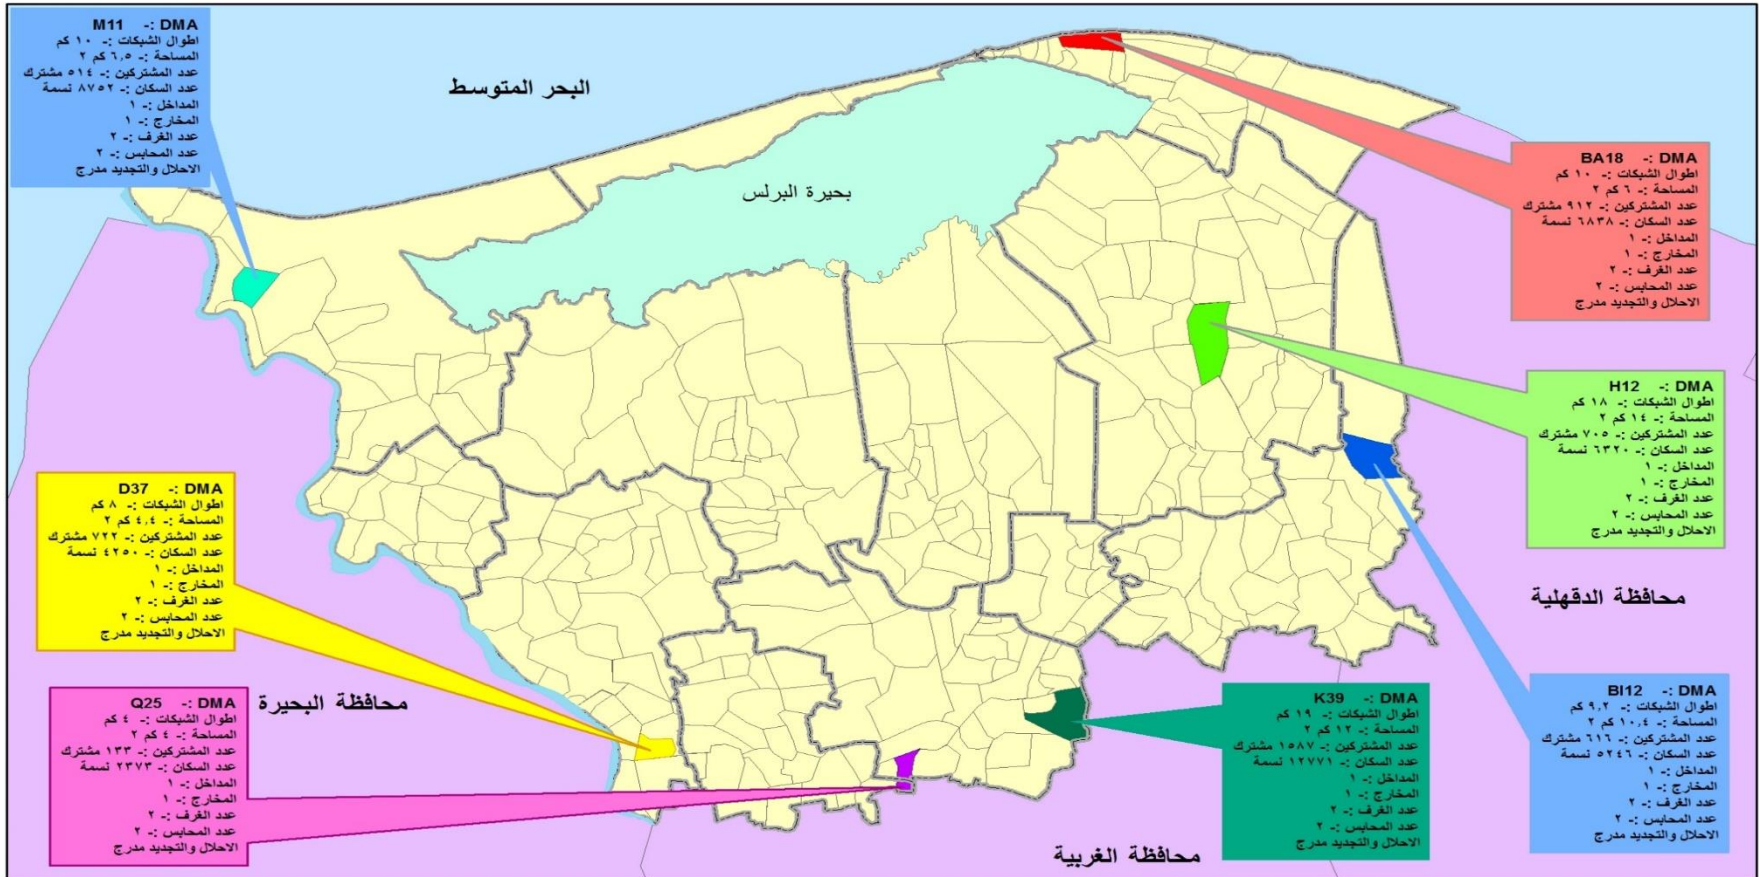 البحر المتوسط
بحيرة البرلس
محافظة الدقهلية
محافظة البحيرة
محافظة الغربية
M11 -: DMA
اطوال الشبكات :- ١٠ كم
المساحة :- ٦,٥ كم ٢
عدد المشتركين :- ٥١٤ مشترك
عدد السكان :- ٨٧٥٢ نسمة
المداخل :- ١
المخارج :- ١
عدد الغرف :- ٢
عدد المحابس :- ٢
الاحلال والتجديد مدرج
BA18 -: DMA
اطوال الشبكات :- ١٠ كم
المساحة :- ٦ كم ٢
عدد المشتركين :- ٩١٢ مشترك
عدد السكان :- ٦٨٣٨ نسمة
المداخل :- ١
المخارج :- ١
عدد الغرف :- ٢
عدد المحابس :- ٢
الاحلال والتجديد مدرج
H12 -: DMA
اطوال الشبكات :- ١٨ كم
المساحة :- ١٤ كم ٢
عدد المشتركين :- ٧٠٥ مشترك
عدد السكان :- ٦٣٢٠ نسمة
المداخل :- ١
المخارج :- ١
عدد الغرف :- ٢
عدد المحابس :- ٢
الاحلال والتجديد مدرج
D37 -: DMA
اطوال الشبكات :- ٨ كم
المساحة :- ٤,٤ كم ٢
عدد المشتركين :- ٧٢٢ مشترك
عدد السكان :- ٤٢٥٠ نسمة
المداخل :- ١
المخارج :- ١
عدد الغرف :- ٢
عدد المحابس :- ٢
الاحلال والتجديد مدرج
Q25 -: DMA
اطوال الشبكات :- ٤ كم
المساحة :- ٤ كم ٢
عدد المشتركين :- ١٣٣ مشترك
عدد السكان :- ٢٣٧٣ نسمة
المداخل :- ١
المخارج :- ١
عدد الغرف :- ٢
عدد المحابس :- ٢
الاحلال والتجديد مدرج
K39 -: DMA
اطوال الشبكات :- ١٩ كم
المساحة :- ١٢ كم ٢
عدد المشتركين :- ١٥٨٧ مشترك
عدد السكان :- ١٢٧٧١ نسمة
المداخل :- ١
المخارج :- ١
عدد الغرف :- ٢
عدد المحابس :- ٢
الاحلال والتجديد مدرج
BI12 -: DMA
اطوال الشبكات :- ٩,٢ كم
المساحة :- ١٠,٤ كم ٢
عدد المشتركين :- ٦١٦ مشترك
عدد السكان :- ٥٢٤٦ نسمة
المداخل :- ١
المخارج :- ١
عدد الغرف :- ٢
عدد المحابس :- ٢
الاحلال والتجديد مدرج